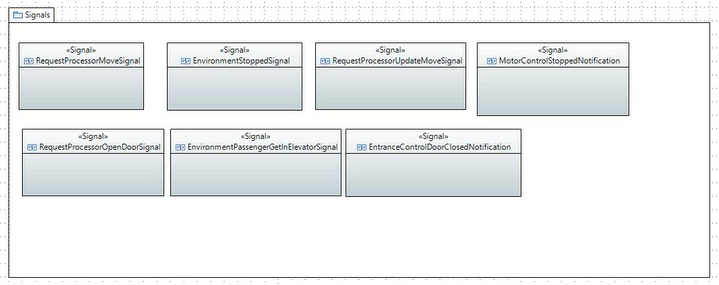 Signals
«Signal»
RequestProcessorMoveSignal
«Signal»
EnvironmentStoppedSignal
«Signal»
RequestProcessorUpdateMoveSignal
«Signal»
MotorControlStoppedNotification
«Signal»
RequestProcessorOpenDoorSignal
«Signal»
EnvironmentPassengerGetInElevatorSignal
«Signal»
EntranceControlDoorClosedNotification